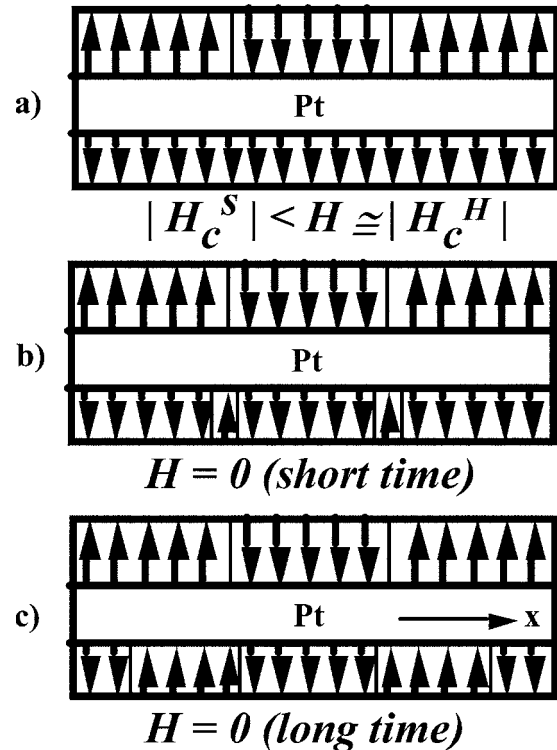 a)
Pt
| H_c^S | < H ≅ | H_c^H |
b)
Pt
H = 0 (short time)
c)
Pt
x
H = 0 (long time)